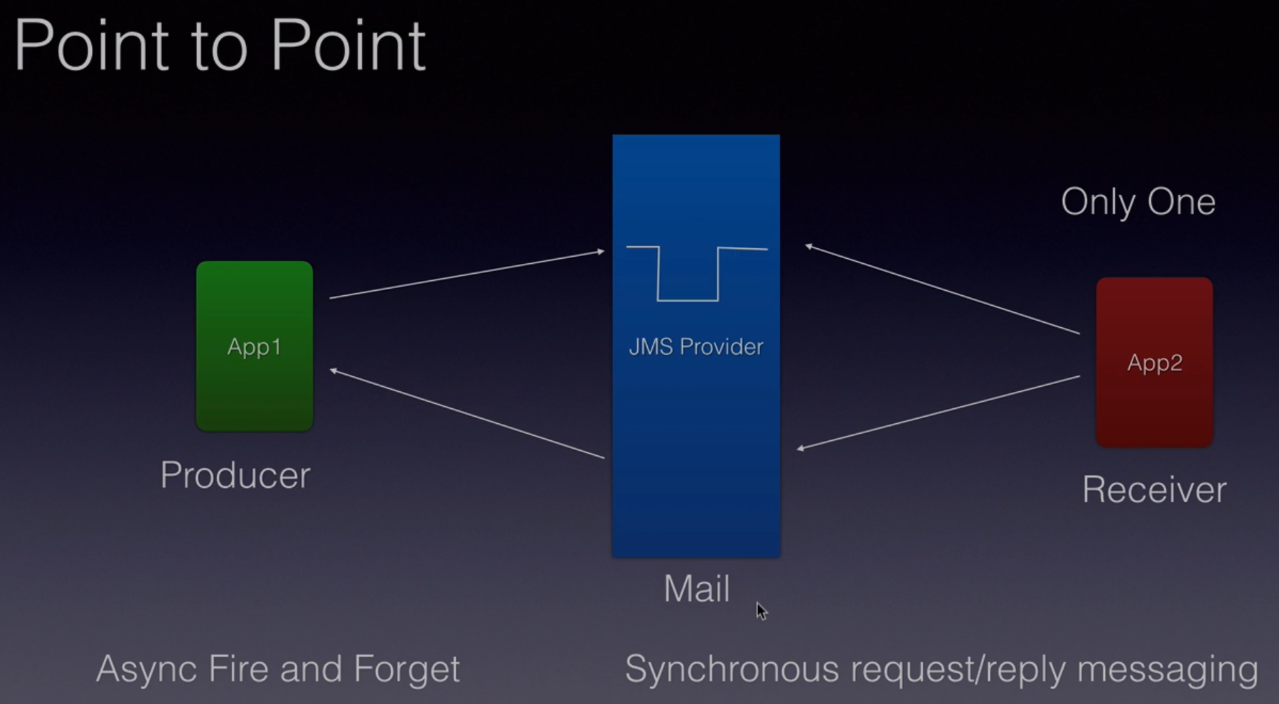 Point to Point
Only One
App1
JMS Provider
App2
Producer
Receiver
Mail
Async Fire and Forget
Synchronous request/reply messaging